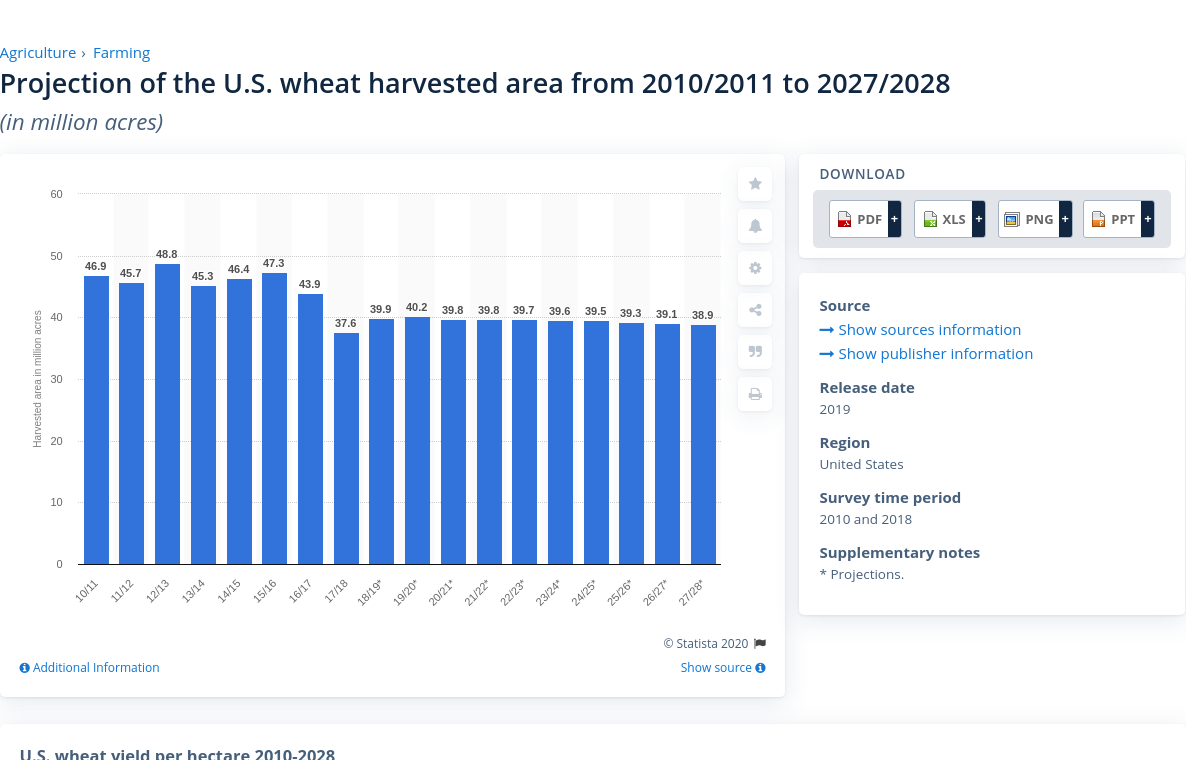 Agriculture › Farming
Projection of the U.S. wheat harvested area from 2010/2011 to 2027/2028
(in million acres)
60
50
40
30
20
10
0
Harvested area in million acres
46.9
45.7
48.8
45.3
46.4
47.3
43.9
37.6
39.9
40.2
39.8
39.8
39.7
39.6
39.5
39.3
39.1
38.9
10/11
11/12
12/13
13/14
14/15
15/16
16/17
17/18
18/19*
19/20*
20/21*
21/22*
22/23*
23/24*
24/25*
25/26*
26/27*
27/28*
© Statista 2020
Additional Information
Show source
DOWNLOAD
PDF + XLS + PNG + PPT +
Source
Show sources information
Show publisher information
Release date
2019
Region
United States
Survey time period
2010 and 2018
Supplementary notes
* Projections.
U.S. wheat yield per hectare 2010-2028